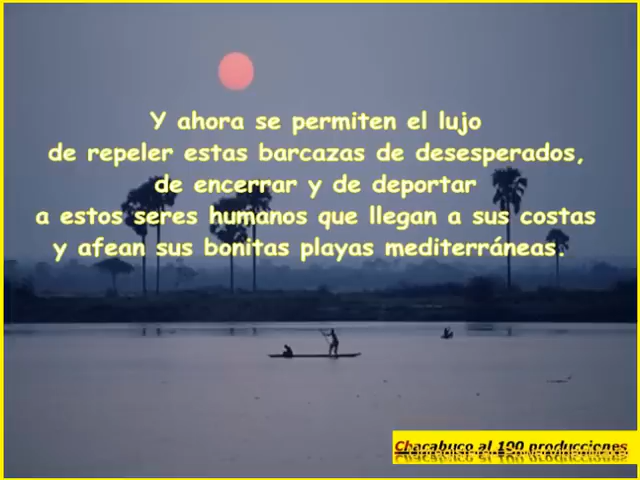 Y ahora se permiten el lujo
de repeler estas barcazas de desesperados,
de encerrar y de deportar
a estos seres humanos que llegan a sus costas
y afean sus bonitas playas mediterráneas.
Chacabuco al 100 producciones